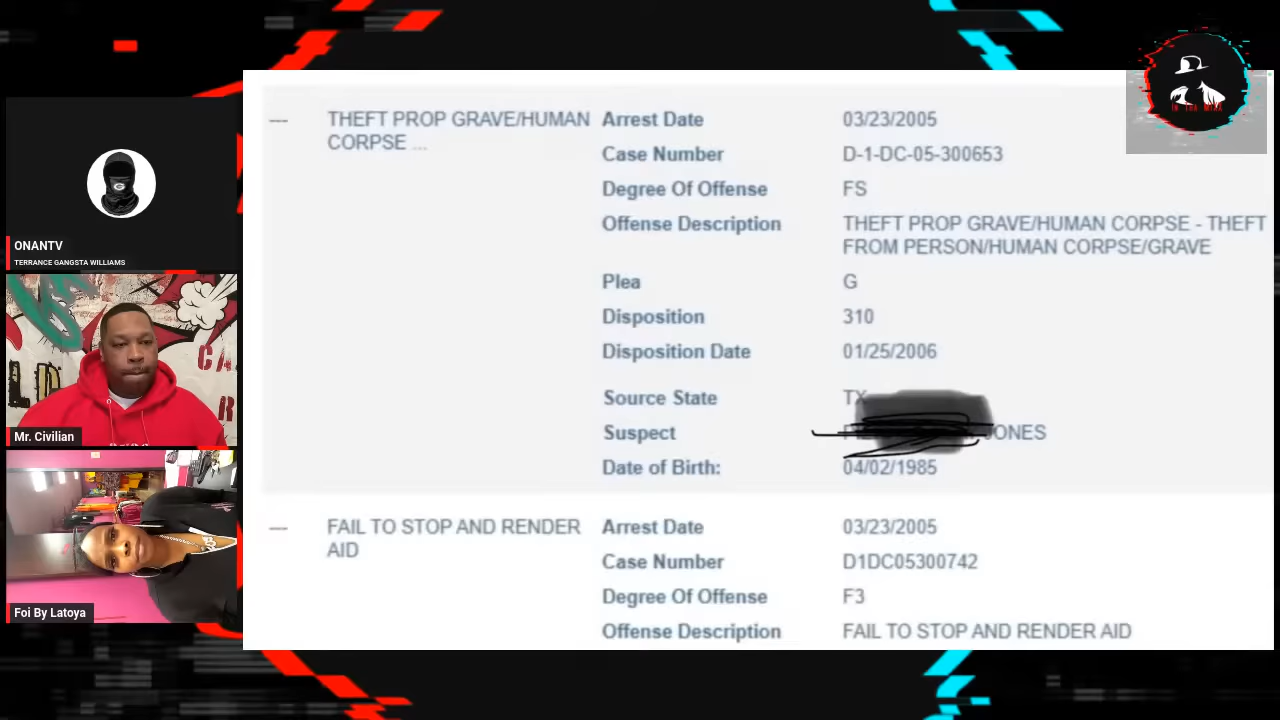 ONANTV
TERRANCE GANGSTA WILLIAMS
Mr. Civilian
Foi By Latoya
IN THA MIXX
--- THEFT PROP GRAVE/HUMAN CORPSE ...
Arrest Date 03/23/2005
Case Number D-1-DC-05-300653
Degree Of Offense FS
Offense Description THEFT PROP GRAVE/HUMAN CORPSE - THEFT
FROM PERSON/HUMAN CORPSE/GRAVE
Plea G
Disposition 310
Disposition Date 01/25/2006
Source State TX
Suspect JONES
Date of Birth: 04/02/1985
--- FAIL TO STOP AND RENDER AID
Arrest Date 03/23/2005
Case Number D1DC05300742
Degree Of Offense F3
Offense Description FAIL TO STOP AND RENDER AID